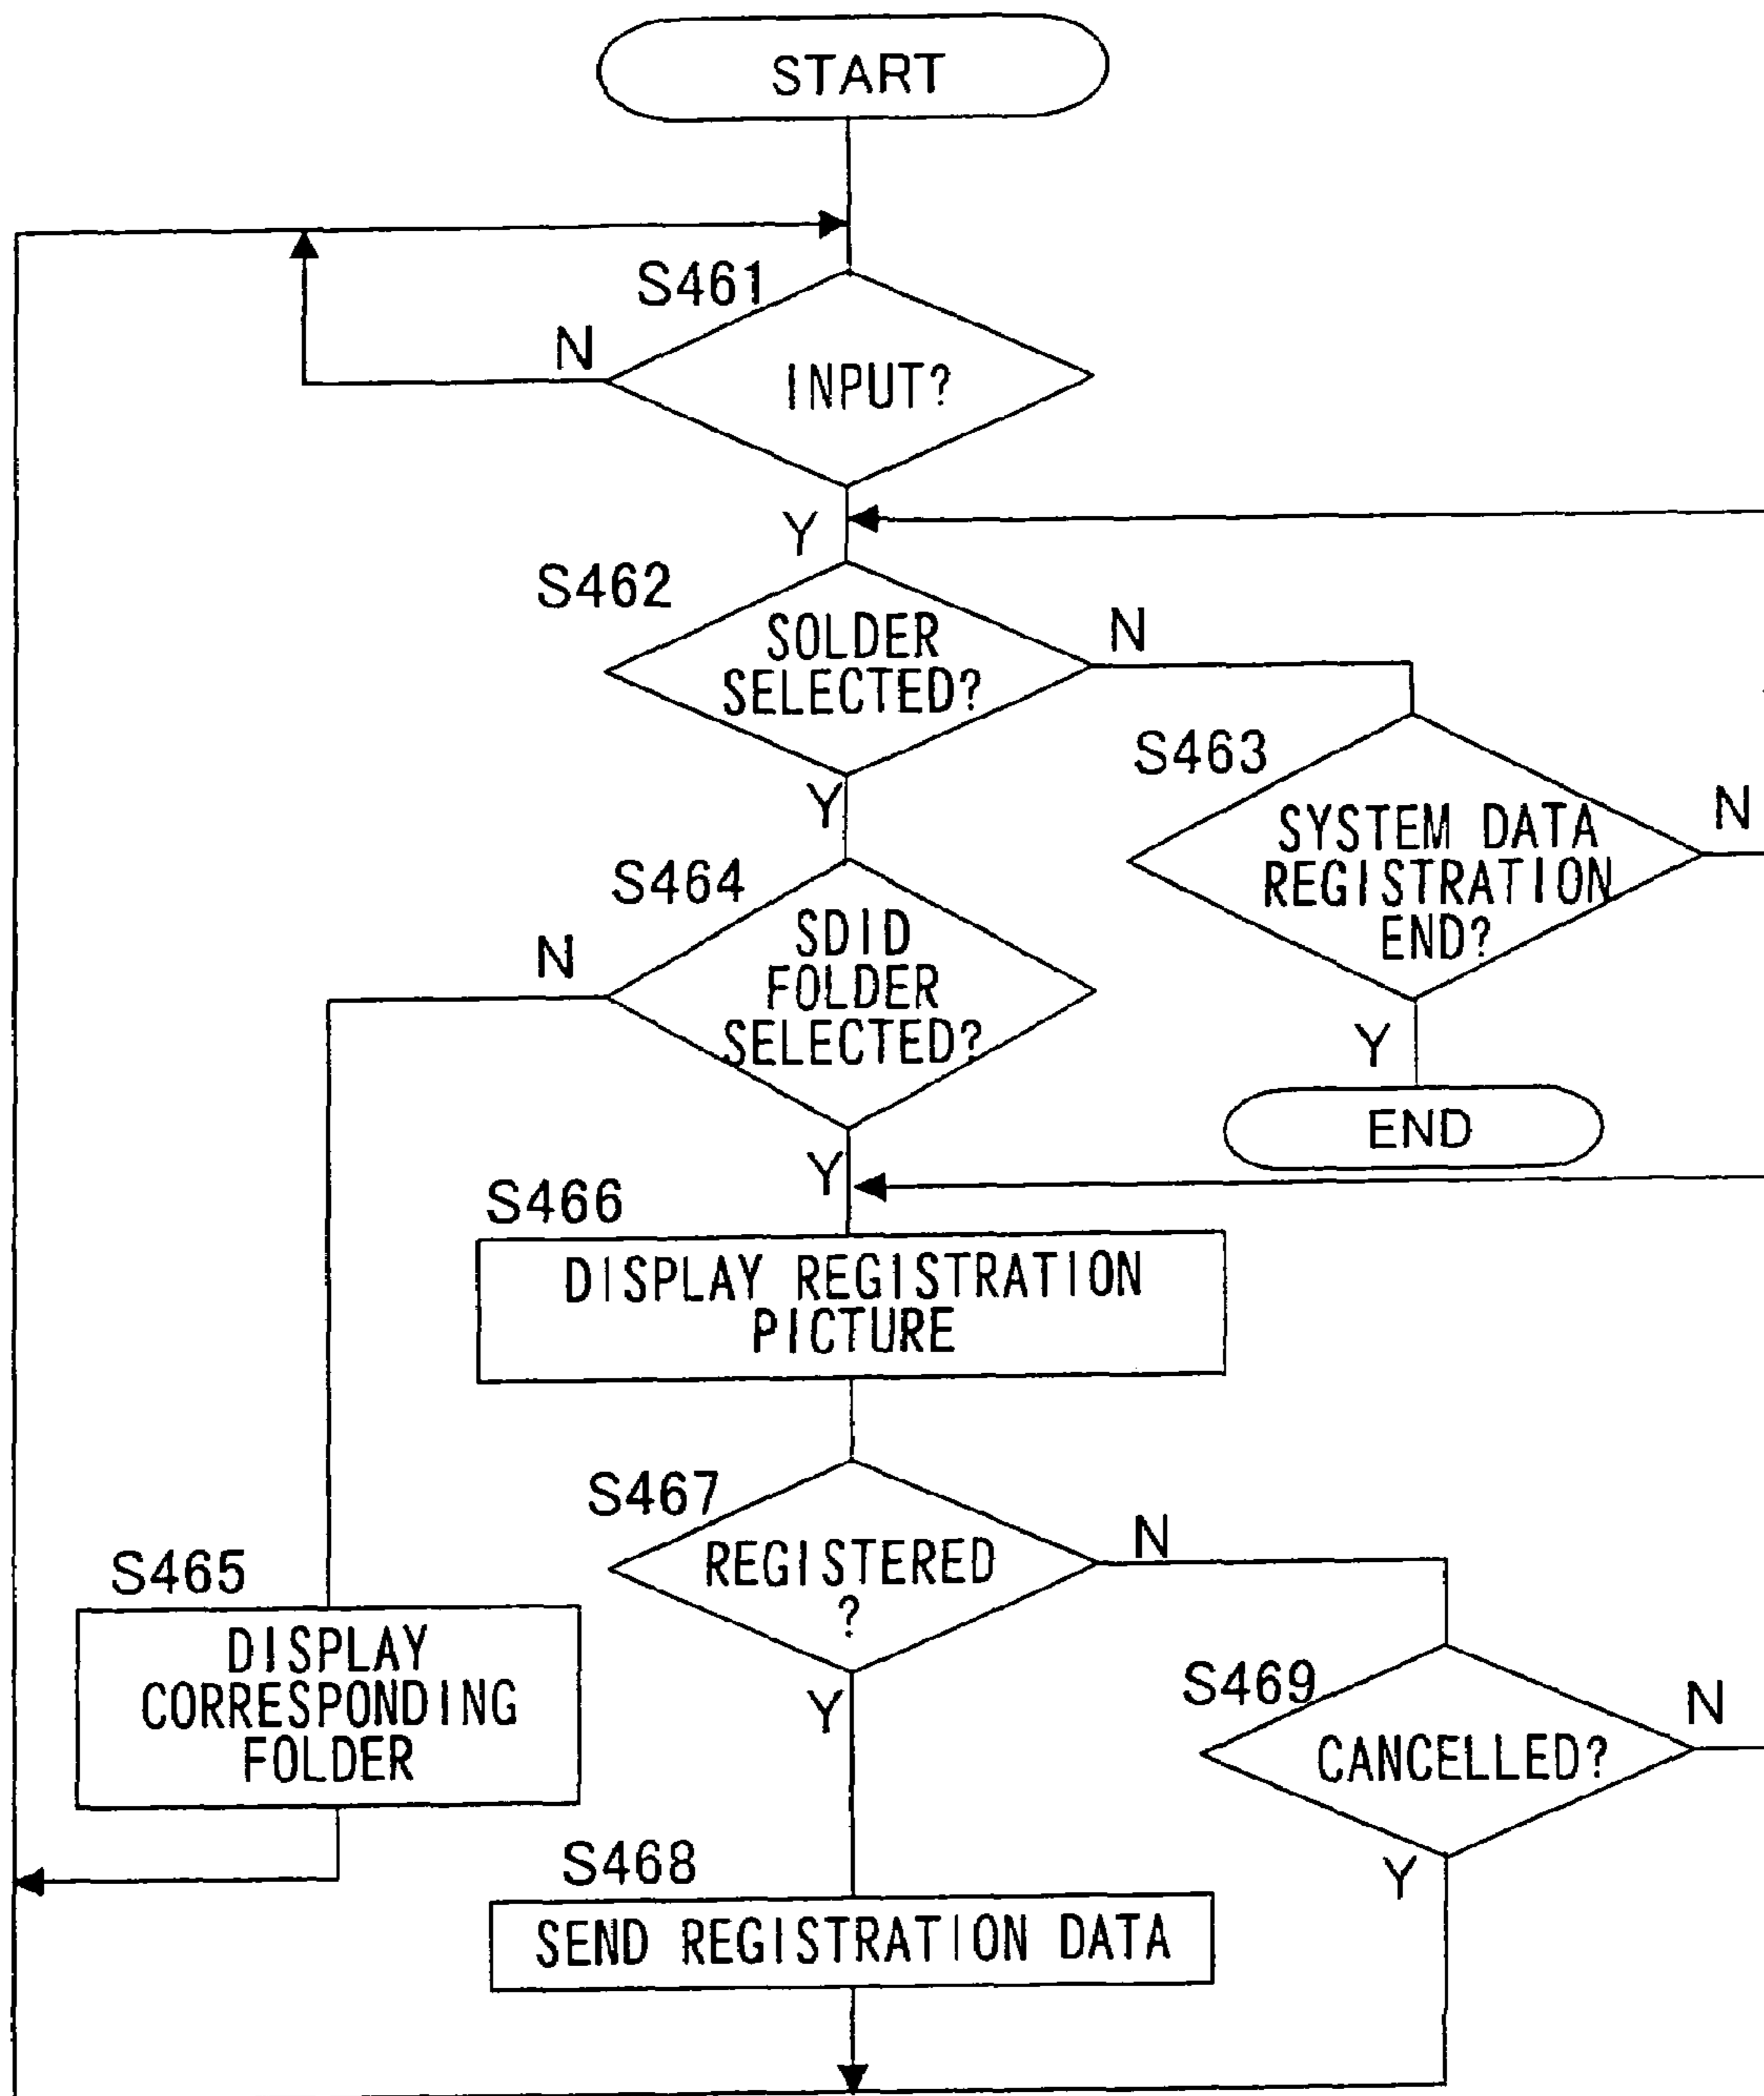 START
S461
N
INPUT?
Y
S462
SOLDER
SELECTED?
N
S463
SYSTEM DATA
REGISTRATION
END?
N
Y
END
Y
S464
SDID
FOLDER
SELECTED?
N
Y
S466
DISPLAY REGISTRATION
PICTURE
S467
REGISTERED
?
N
S465
DISPLAY
CORRESPONDING
FOLDER
Y
S469
CANCELLED?
N
Y
S468
SEND REGISTRATION DATA